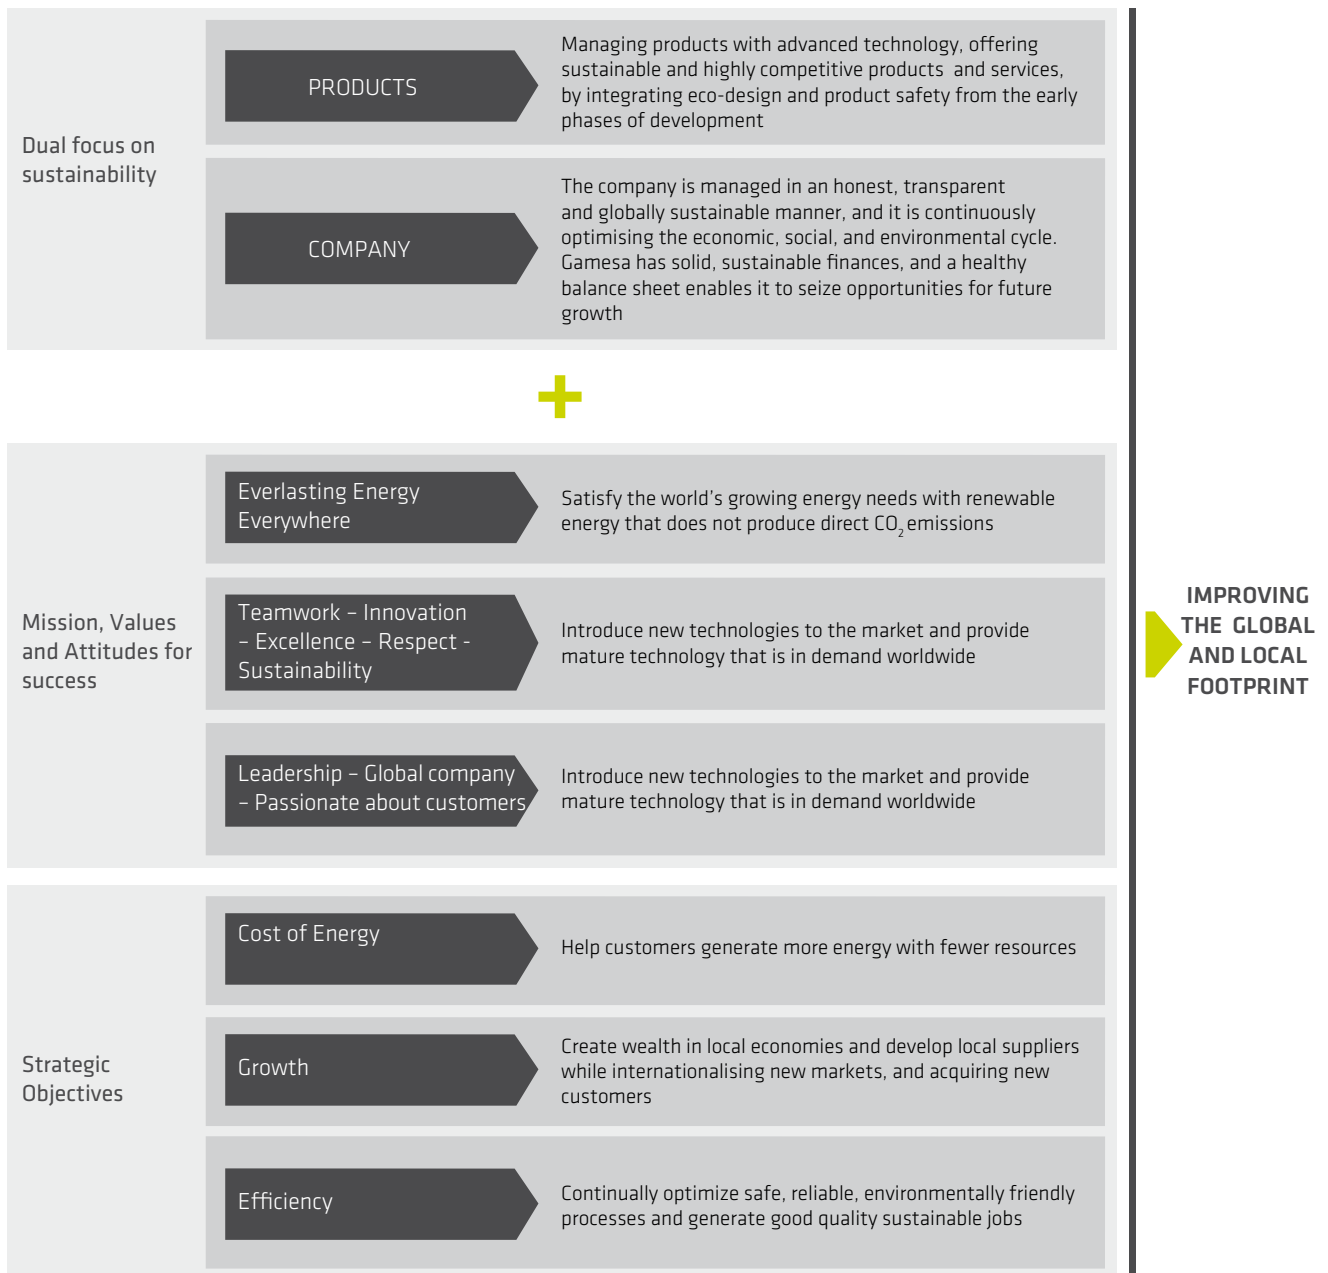 Dual focus on
sustainability
PRODUCTS
Managing products with advanced technology, offering
sustainable and highly competitive products and services,
by integrating eco-design and product safety from the early
phases of development
COMPANY
The company is managed in an honest, transparent
and globally sustainable manner, and it is continuously
optimising the economic, social, and environmental cycle.
Gamesa has solid, sustainable finances, and a healthy
balance sheet enables it to seize opportunities for future
growth
+
Mission, Values
and Attitudes for
success
Everlasting Energy
Everywhere
Satisfy the world's growing energy needs with renewable
energy that does not produce direct CO₂ emissions
Teamwork – Innovation
– Excellence – Respect -
Sustainability
Introduce new technologies to the market and provide
mature technology that is in demand worldwide
Leadership – Global company
– Passionate about customers
Introduce new technologies to the market and provide
mature technology that is in demand worldwide
Strategic
Objectives
Cost of Energy
Help customers generate more energy with fewer resources
Growth
Create wealth in local economies and develop local suppliers
while internationalising new markets, and acquiring new
customers
Efficiency
Continually optimize safe, reliable, environmentally friendly
processes and generate good quality sustainable jobs
IMPROVING
THE GLOBAL
AND LOCAL
FOOTPRINT